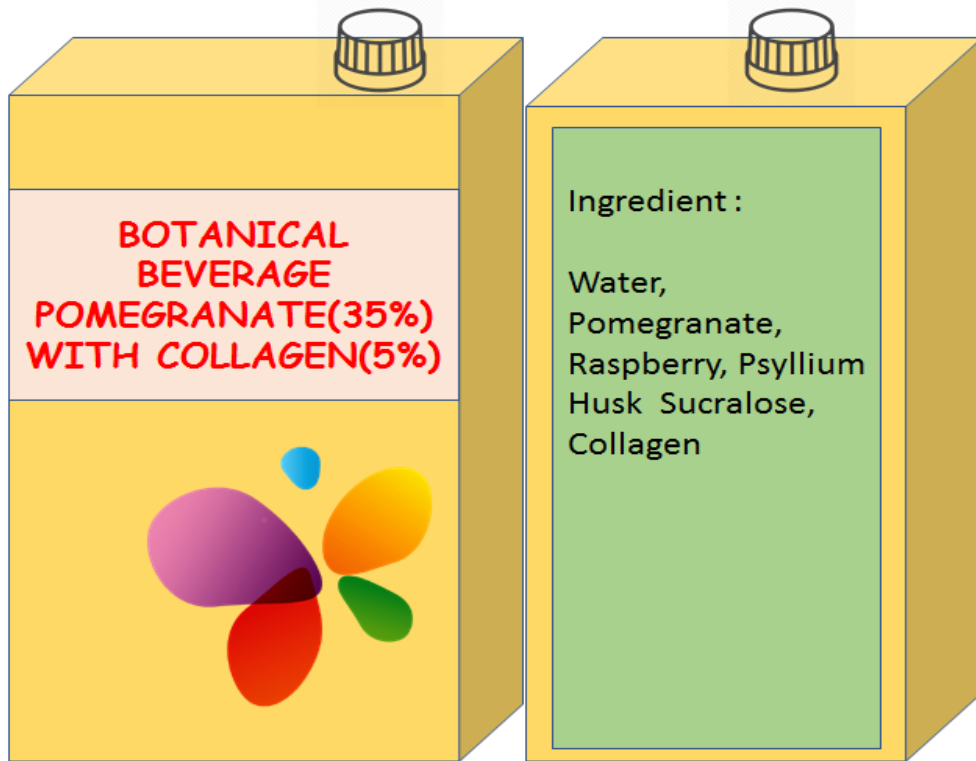 BOTANICAL
BEVERAGE
POMEGRANATE(35%)
WITH COLLAGEN(5%)
Ingredient :
Water,
Pomegranate,
Raspberry, Psyllium
Husk Sucralose,
Collagen